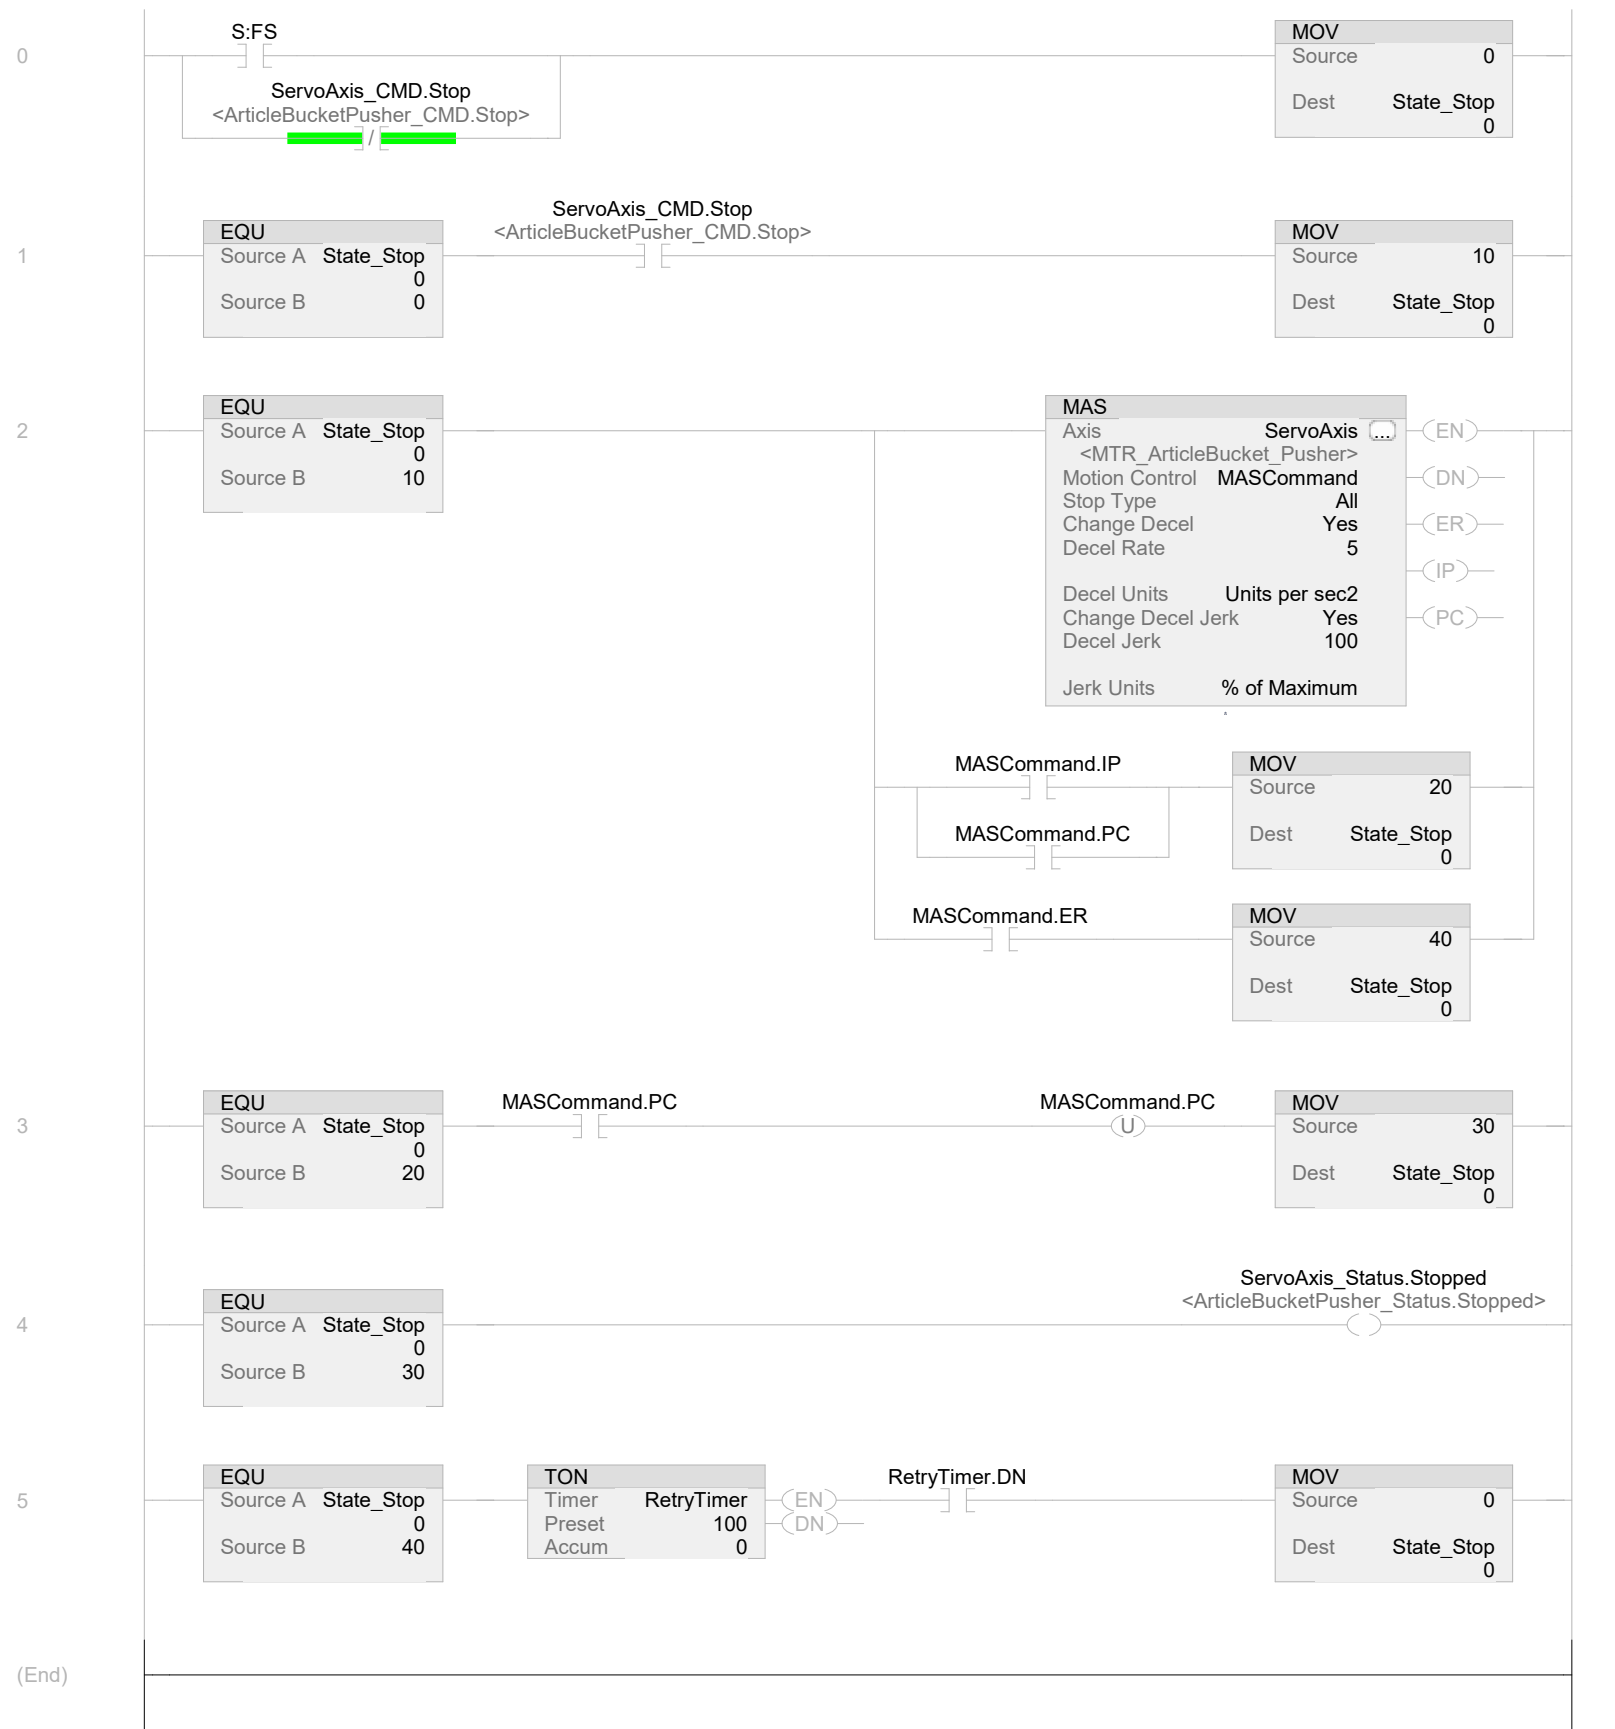 0
S:FS
MOV
Source 0
ServoAxis_CMD.Stop
<ArticleBucketPusher_CMD.Stop>
/
Dest State_Stop
0
1
EQU
Source A State_Stop
0
Source B 0
ServoAxis_CMD.Stop
<ArticleBucketPusher_CMD.Stop>
MOV
Source 10
Dest State_Stop
0
2
EQU
Source A State_Stop
0
Source B 10
MAS
Axis ServoAxis ...
<MTR_ArticleBucket_Pusher>
Motion Control MASCommand
Stop Type All
Change Decel Yes
Decel Rate 5
Decel Units Units per sec2
Change Decel Jerk Yes
Decel Jerk 100
Jerk Units % of Maximum
EN
DN
ER
IP
PC
MASCommand.IP
MASCommand.PC
MOV
Source 20
Dest State_Stop
0
MASCommand.ER
MOV
Source 40
Dest State_Stop
0
3
EQU
Source A State_Stop
0
Source B 20
MASCommand.PC
MASCommand.PC
U
MOV
Source 30
Dest State_Stop
0
4
EQU
Source A State_Stop
0
Source B 30
ServoAxis_Status.Stopped
<ArticleBucketPusher_Status.Stopped>
5
EQU
Source A State_Stop
0
Source B 40
TON
Timer RetryTimer
Preset 100
Accum 0
EN
DN
RetryTimer.DN
MOV
Source 0
Dest State_Stop
0
(End)